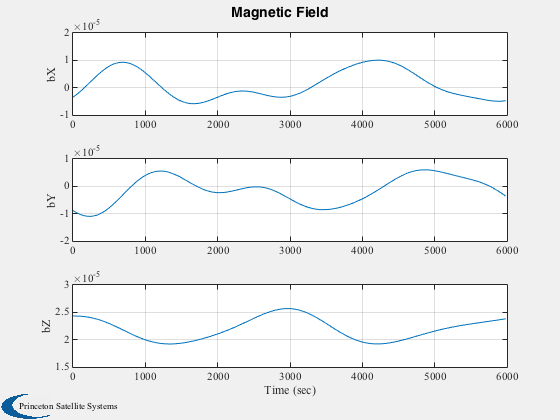 Magnetic Field
×10⁻⁵
2
1
0
-1
bX
0 1000 2000 3000 4000 5000 6000
×10⁻⁵
1
0
-1
-2
bY
0 1000 2000 3000 4000 5000 6000
×10⁻⁵
3
2.5
2
1.5
bZ
0 1000 2000 3000 4000 5000 6000
Time (sec)
Princeton Satellite Systems